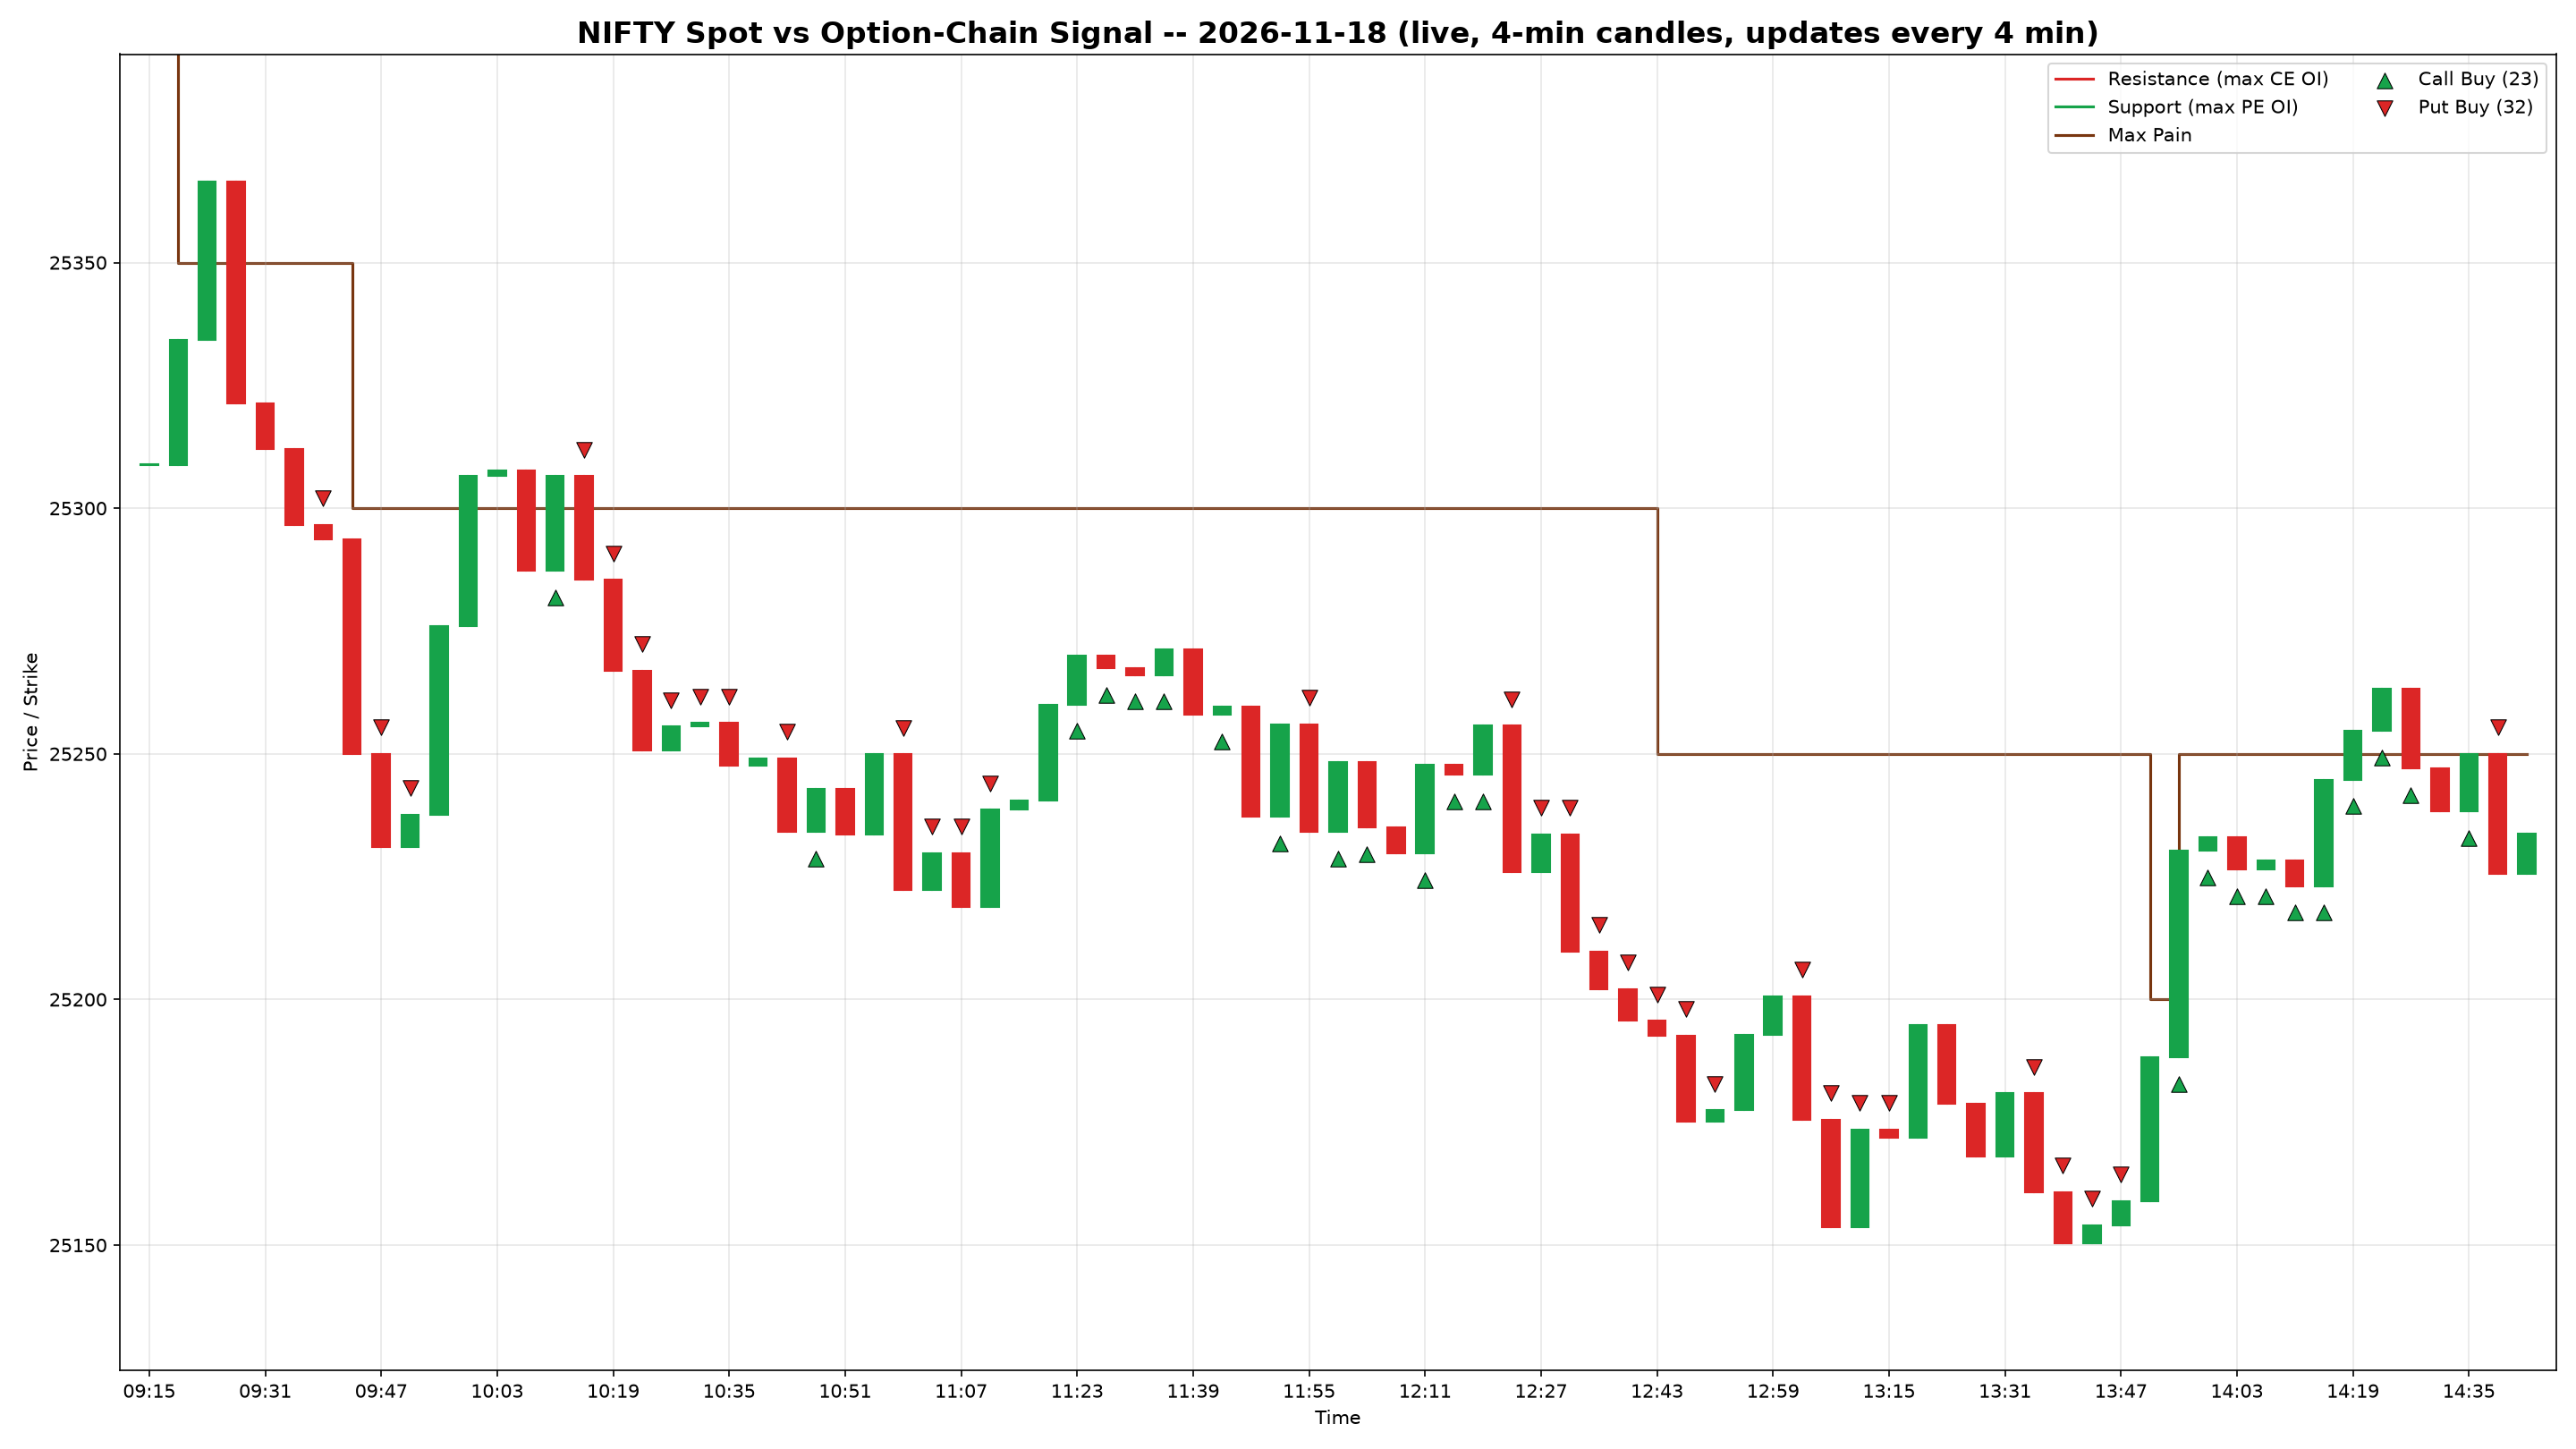 NIFTY Spot vs Option-Chain Signal -- 2026-11-18 (live, 4-min candles, updates every 4 min)
Resistance (max CE OI)
Support (max PE OI)
Max Pain
Call Buy (23)
Put Buy (32)
Price / Strike
25350
25300
25250
25200
25150
09:15 09:31 09:47 10:03 10:19 10:35 10:51 11:07 11:23 11:39 11:55 12:11 12:27 12:43 12:59 13:15 13:31 13:47 14:03 14:19 14:35
Time